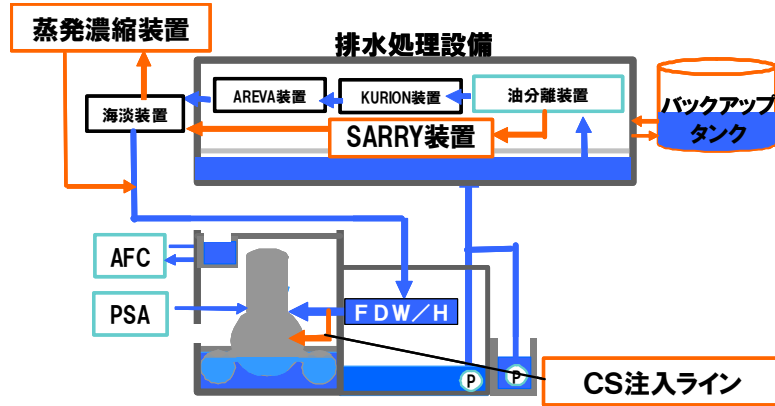 蒸発濃縮装置
排水処理設備
海淡装置
AREVA装置
KURION装置
油分離装置
SARRY装置
バックアップ
タンク
AFC
PSA
FDW/H
P
P
CS注入ライン